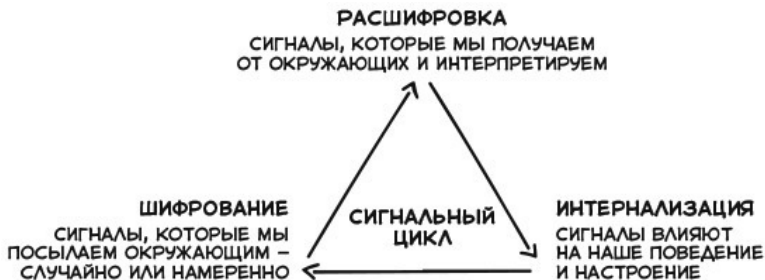 РАСШИФРОВКА
СИГНАЛЫ, КОТОРЫЕ МЫ ПОЛУЧАЕМ
ОТ ОКРУЖАЮЩИХ И ИНТЕРПРЕТИРУЕМ
ШИФРОВАНИЕ
СИГНАЛЫ, КОТОРЫЕ МЫ
ПОСЫЛАЕМ ОКРУЖАЮЩИМ –
СЛУЧАЙНО ИЛИ НАМЕРЕННО
СИГНАЛЬНЫЙ
ЦИКЛ
ИНТЕРНАЛИЗАЦИЯ
СИГНАЛЫ ВЛИЯЮТ
НА НАШЕ ПОВЕДЕНИЕ
И НАСТРОЕНИЕ